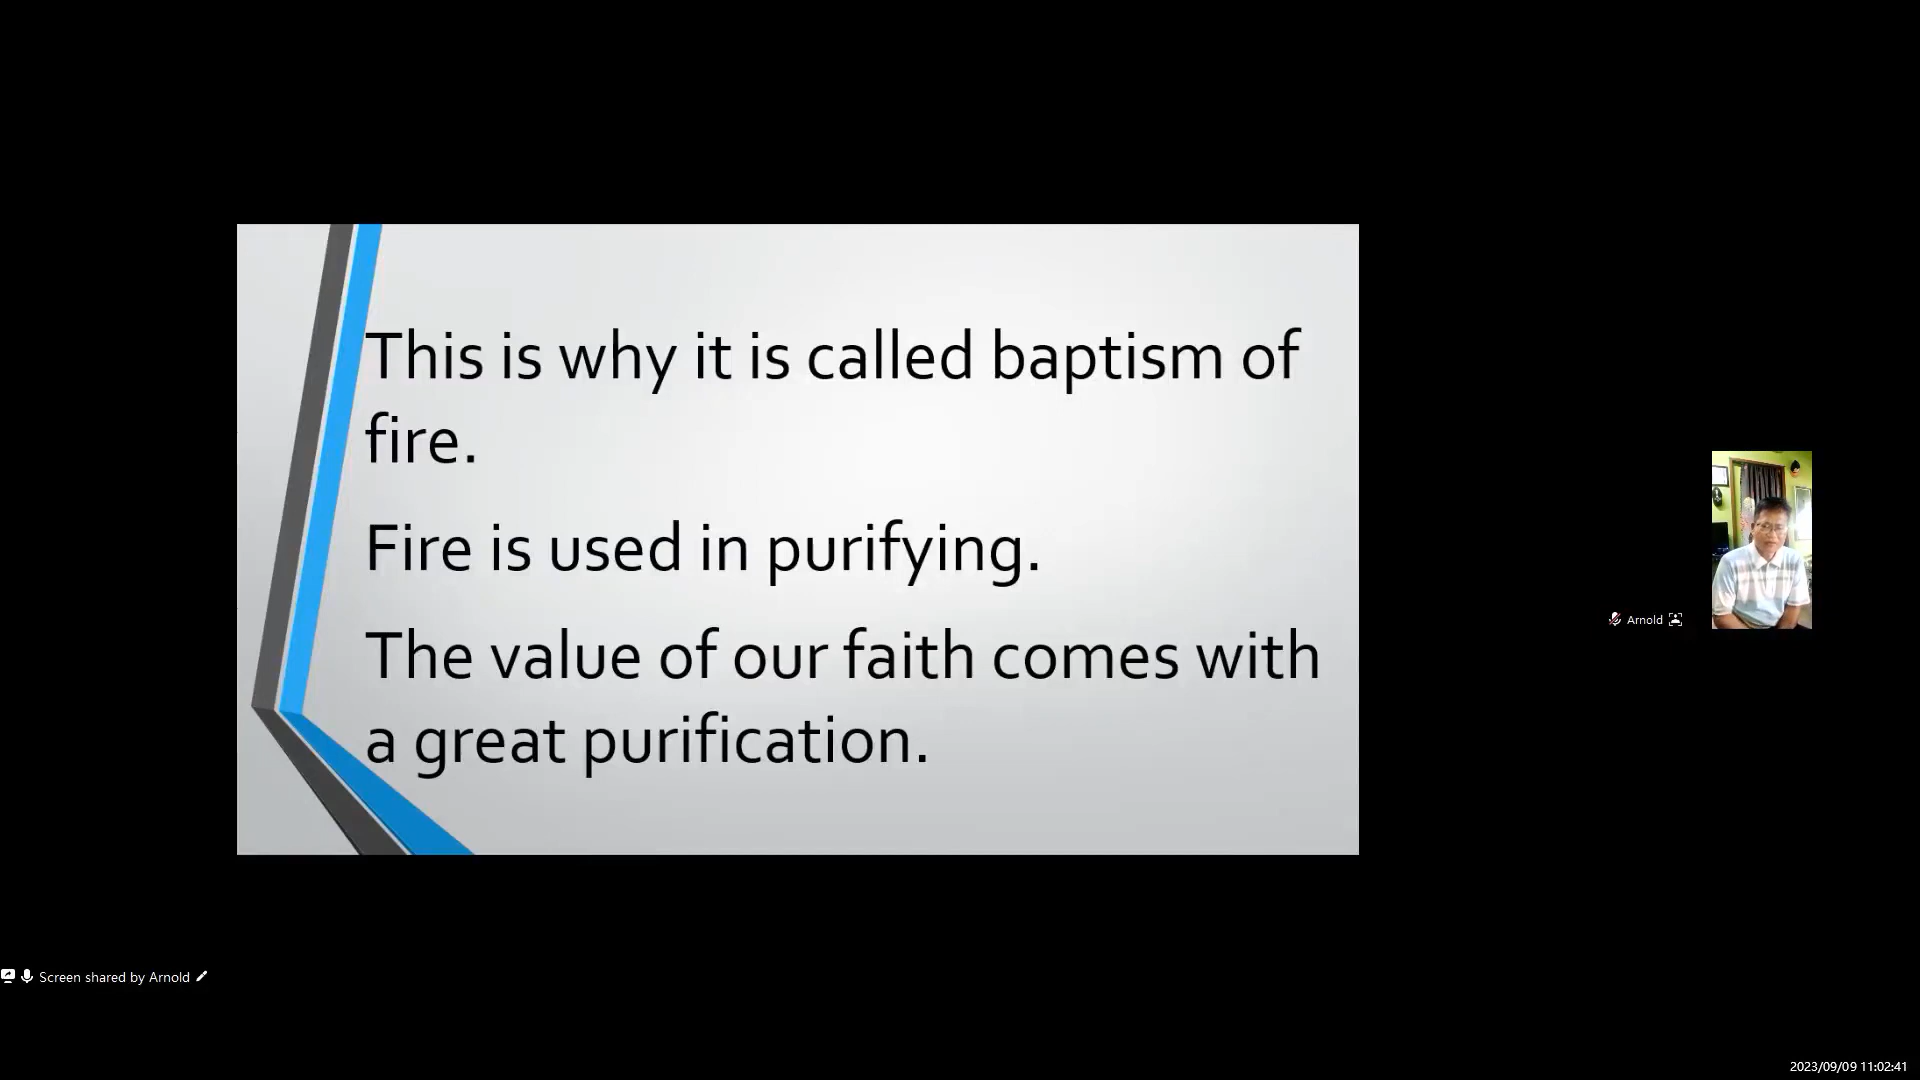 This is why it is called baptism of
fire.
Fire is used in purifying.
The value of our faith comes with
a great purification.
Arnold
Screen shared by Arnold
2023/09/09 11:02:41